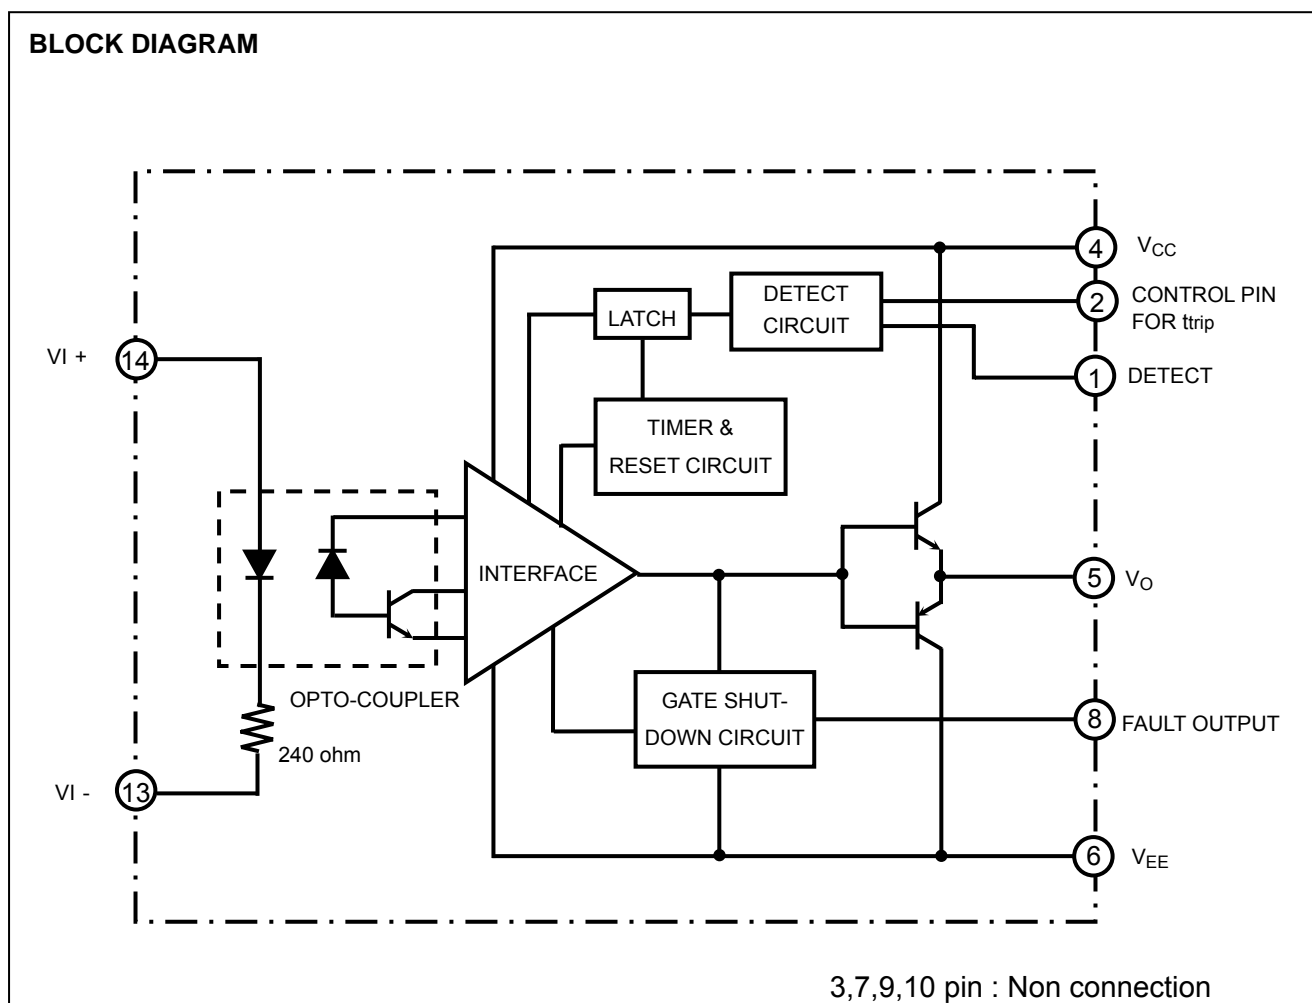 BLOCK DIAGRAM
4
VCC
2
CONTROL PIN
FOR ttrip
1
DETECT
DETECT
CIRCUIT
LATCH
TIMER &
RESET CIRCUIT
VI +
14
INTERFACE
5
VO
OPTO-COUPLER
240 ohm
GATE SHUT-
DOWN CIRCUIT
8
FAULT OUTPUT
VI -
13
6
VEE
3,7,9,10 pin : Non connection